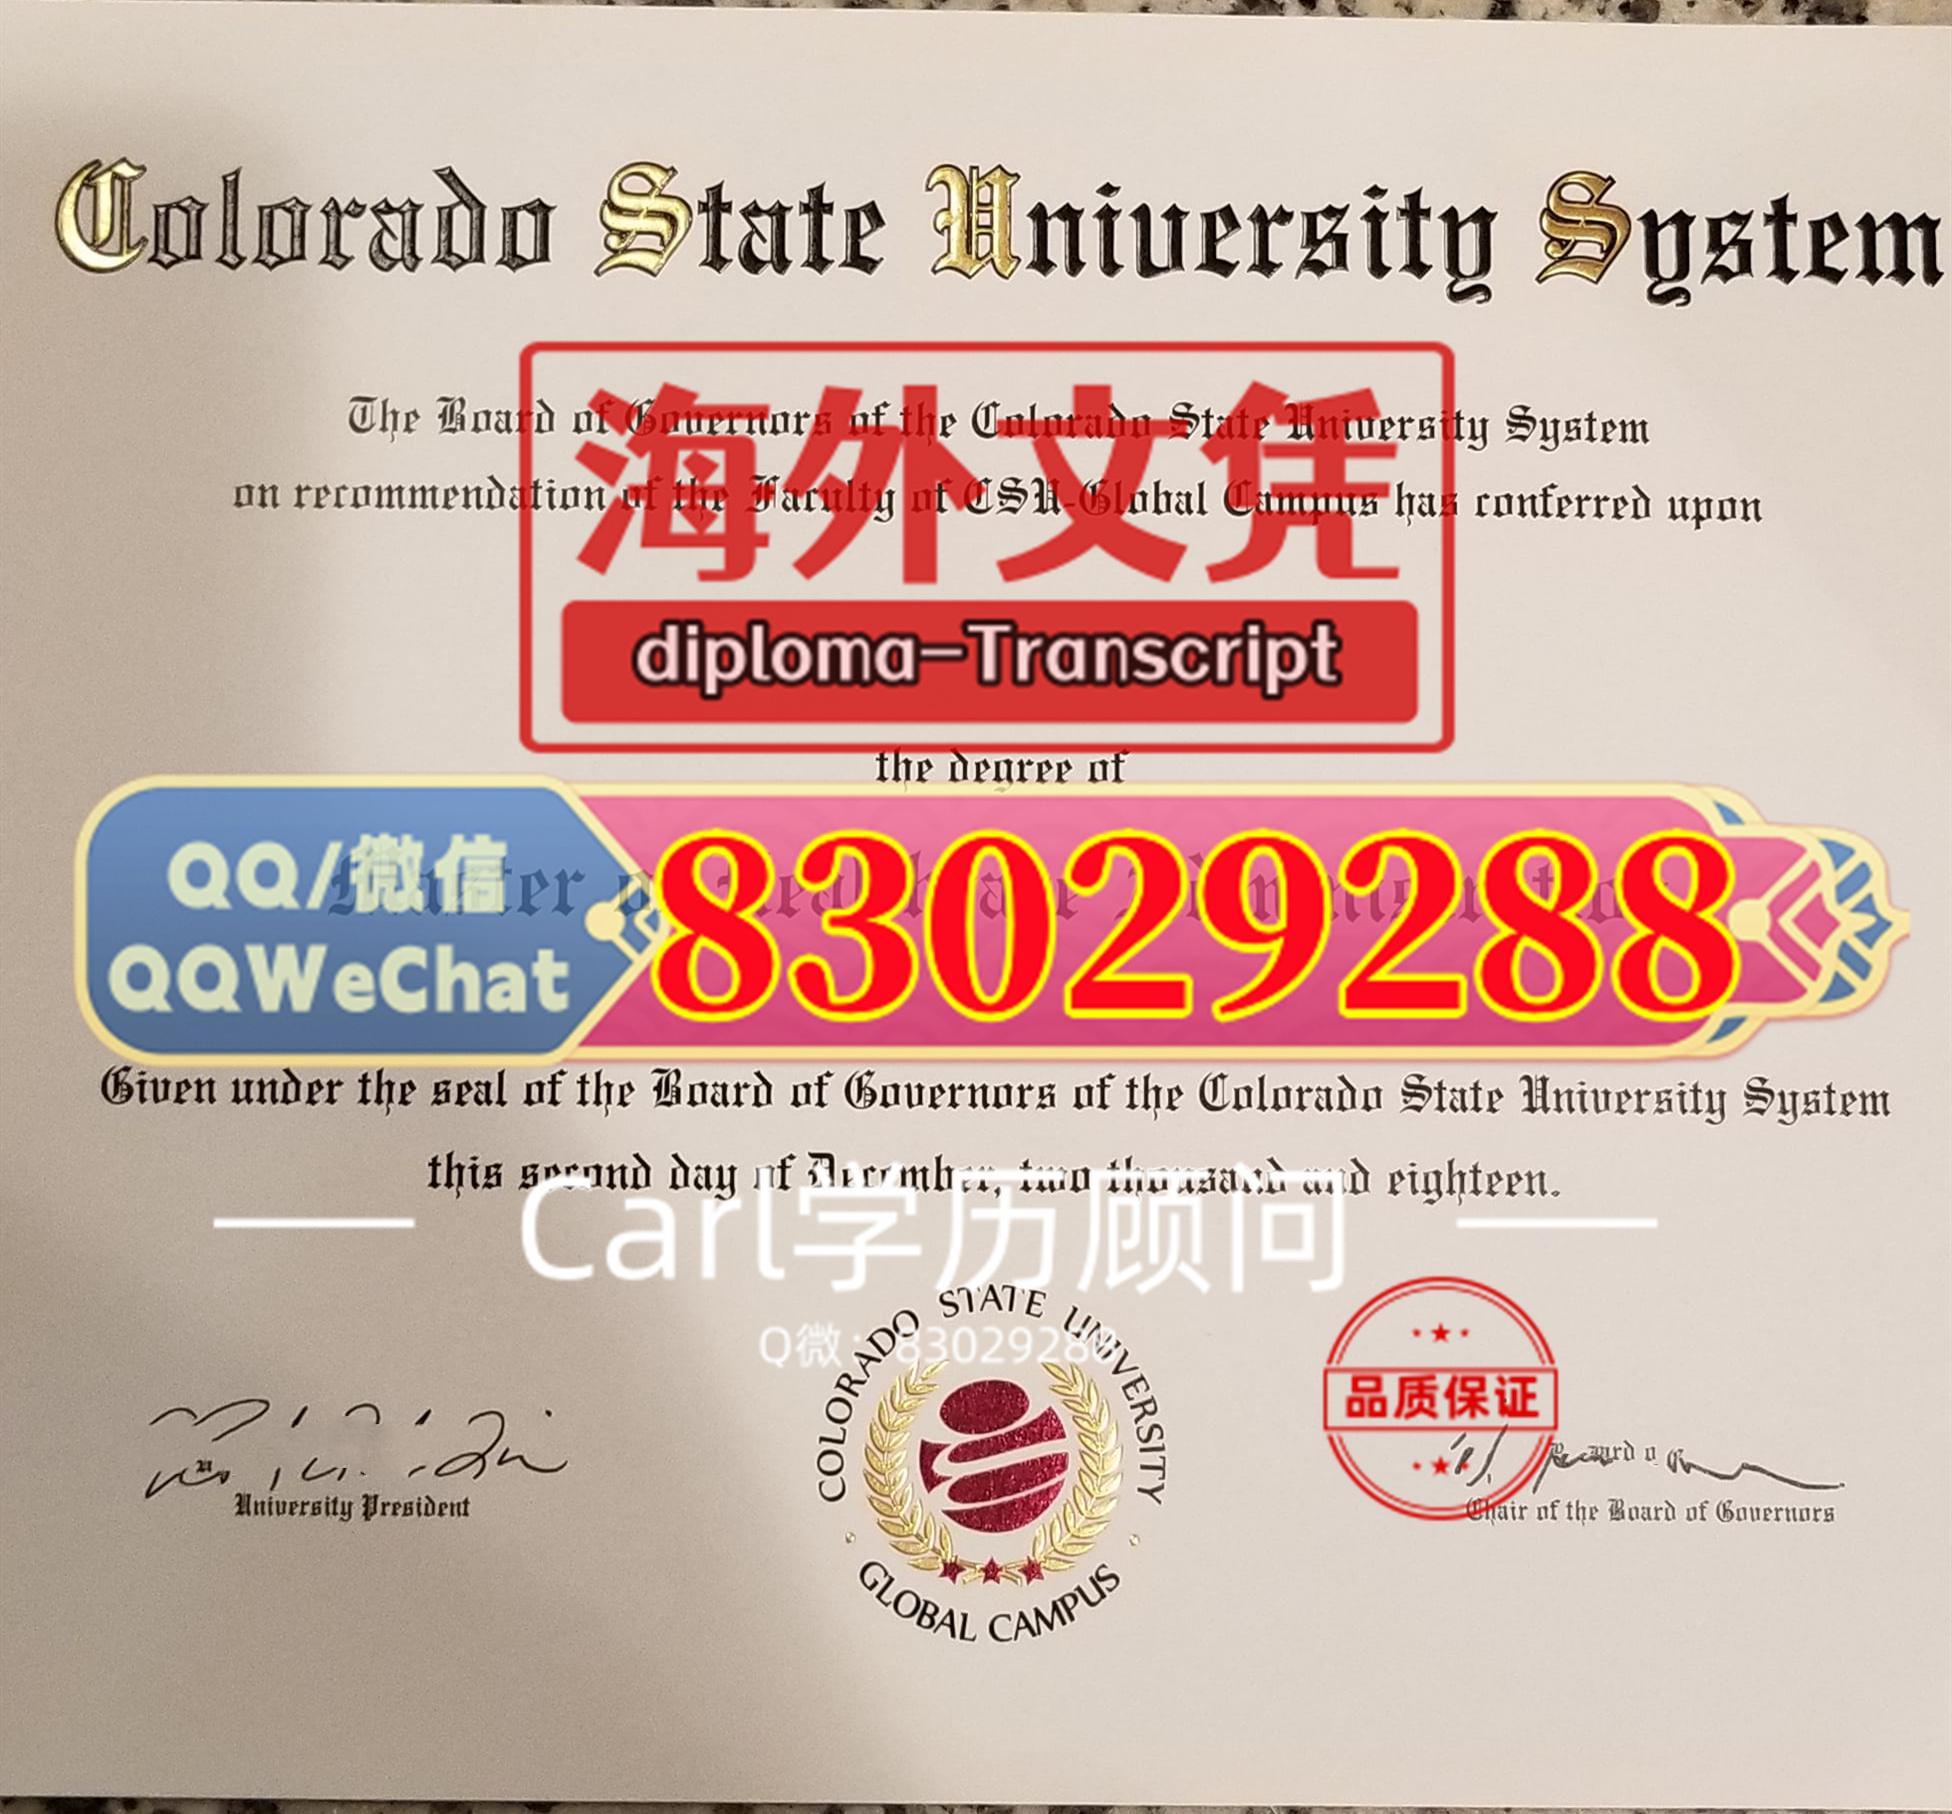 Colorado State University System
The Board of Governors of the Colorado State University System
on recommendation of the Faculty of CSU-Global Campus has conferred upon
海外文凭
diploma-Transcript
the degree of
Master of Healthcare Administration
QQ/微信
QQWeChat
83029288
Given under the seal of the Board of Governors of the Colorado State University System
this second day of December, two thousand and eighteen.
Carl学历顾问
Q微：83029288
COLORADO STATE UNIVERSITY
GLOBAL CAMPUS
品质保证
University President
Chair of the Board of Governors